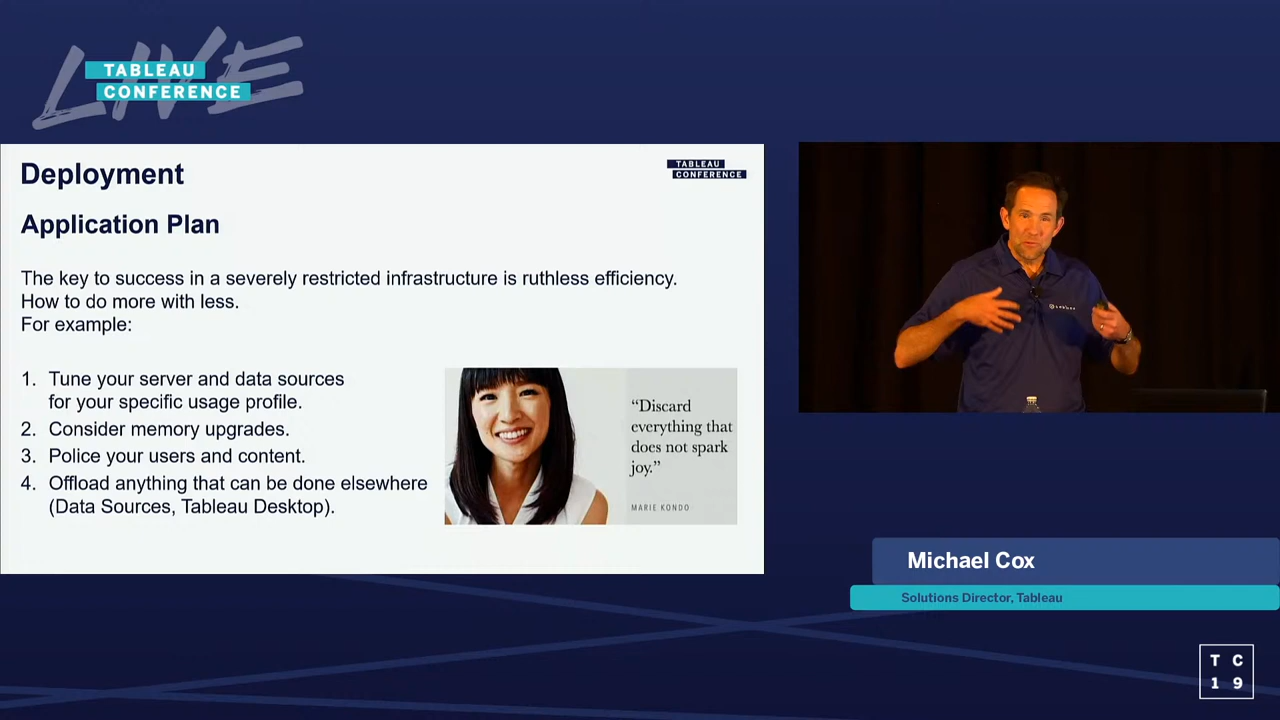 LIVE
TABLEAU
CONFERENCE
Deployment
TABLEAU
CONFERENCE
Application Plan
The key to success in a severely restricted infrastructure is ruthless efficiency.
How to do more with less.
For example:
1. Tune your server and data sources
for your specific usage profile.
2. Consider memory upgrades.
3. Police your users and content.
4. Offload anything that can be done elsewhere
(Data Sources, Tableau Desktop).
“Discard
everything that
does not spark
joy.”
MARIE KONDO
Michael Cox
Solutions Director, Tableau
T C
1 9